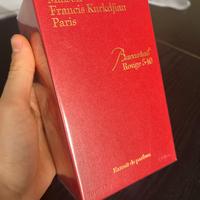 Maison
Francis Kurkdjian
Paris
Baccarat
Rouge 540
Extrait de parfum